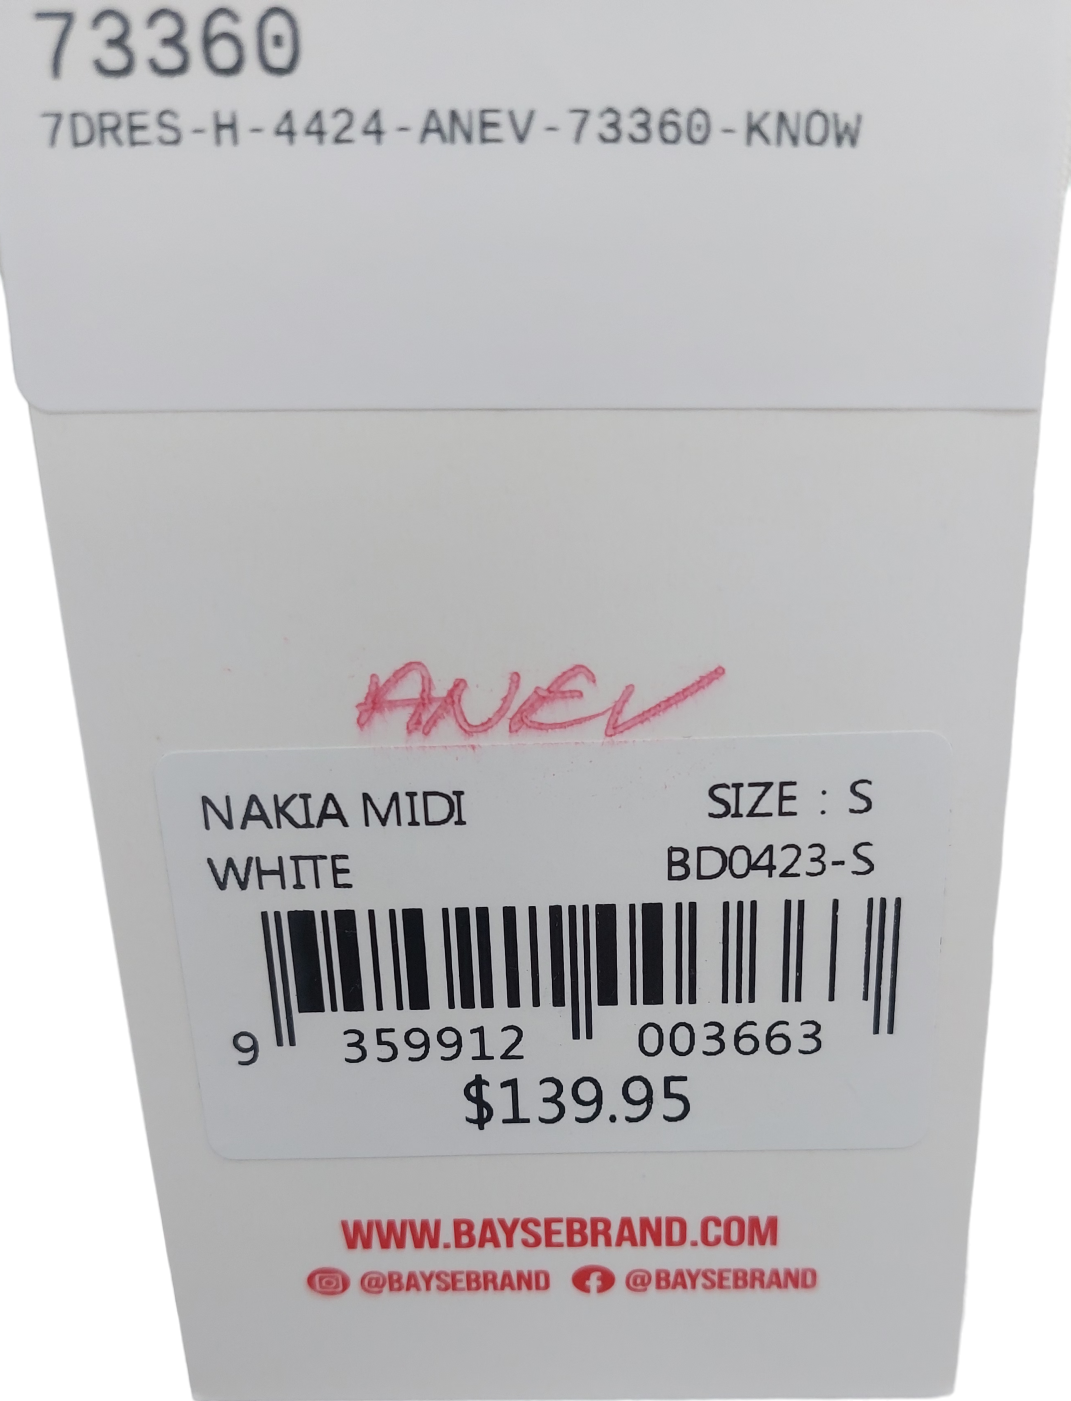 73360
7DRES-H-4424-ANEV-73360-KNOW
ANEV
NAKIA MIDI SIZE : S
WHITE BD0423-S
9 359912 003663
$139.95
WWW.BAYSEBRAND.COM
@BAYSEBRAND @BAYSEBRAND